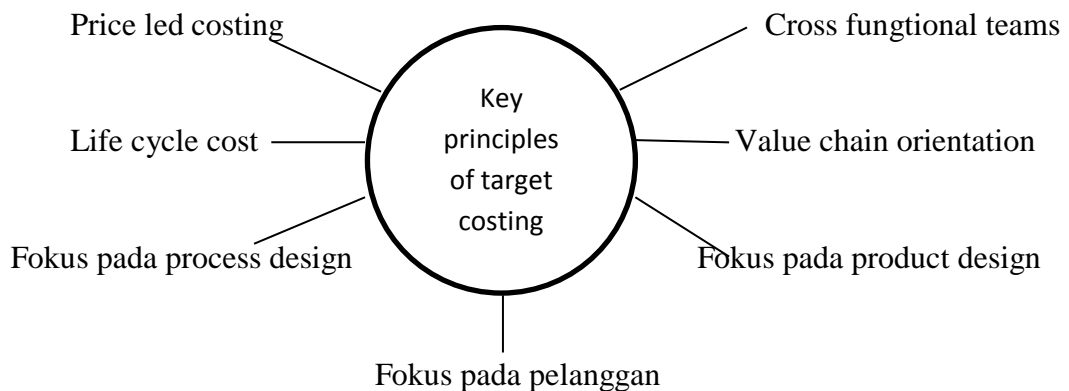 Price led costing
Cross fungtional teams
Key
principles
of target
costing
Life cycle cost
Value chain orientation
Fokus pada process design
Fokus pada product design
Fokus pada pelanggan